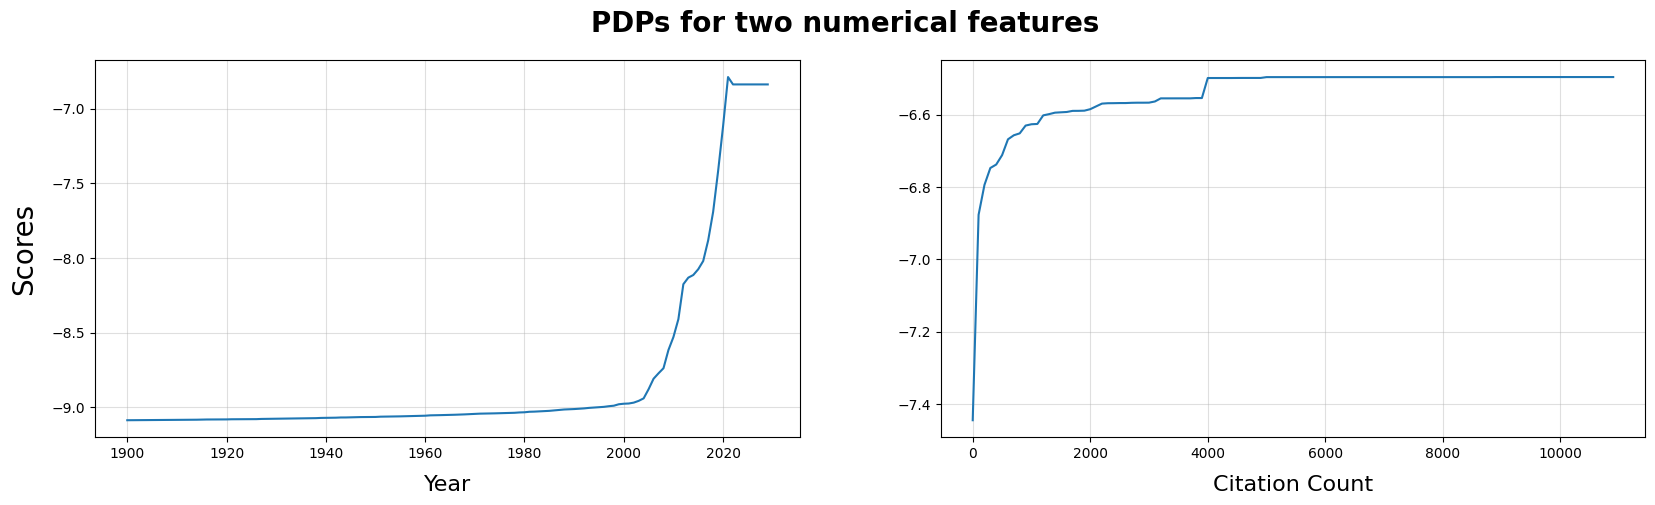 PDPs for two numerical features
Scores
−7.0
−7.5
−8.0
−8.5
−9.0
1900 1920 1940 1960 1980 2000 2020
Year
−6.6
−6.8
−7.0
−7.2
−7.4
0 2000 4000 6000 8000 10000
Citation Count